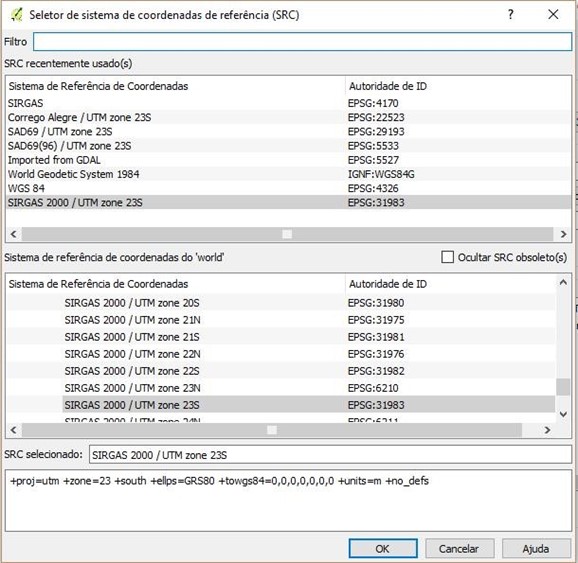 Seletor de sistema de coordenadas de referência (SRC)
Filtro
SRC recentemente usado(s)
Sistema de Referência de Coordenadas Autoridade de ID
SIRGAS EPSG:4170
Corrego Alegre / UTM zone 23S EPSG:22523
SAD69 / UTM zone 23S EPSG:29193
SAD69(96) / UTM zone 23S EPSG:5533
Imported from GDAL EPSG:5527
World Geodetic System 1984 IGNF:WGS84G
WGS 84 EPSG:4326
SIRGAS 2000 / UTM zone 23S EPSG:31983
Sistema de referência de coordenadas do 'world' Ocultar SRC obsoleto(s)
Sistema de Referência de Coordenadas Autoridade de ID
SIRGAS 2000 / UTM zone 20S EPSG:31980
SIRGAS 2000 / UTM zone 21N EPSG:31975
SIRGAS 2000 / UTM zone 21S EPSG:31981
SIRGAS 2000 / UTM zone 22N EPSG:31976
SIRGAS 2000 / UTM zone 22S EPSG:31982
SIRGAS 2000 / UTM zone 23N EPSG:6210
SIRGAS 2000 / UTM zone 23S EPSG:31983
SIRGAS 2000 / UTM zone 24N EPSG:6211
SRC selecionado: SIRGAS 2000 / UTM zone 23S
+proj=utm +zone=23 +south +ellps=GRS80 +towgs84=0,0,0,0,0,0,0 +units=m +no_defs
OK Cancelar Ajuda